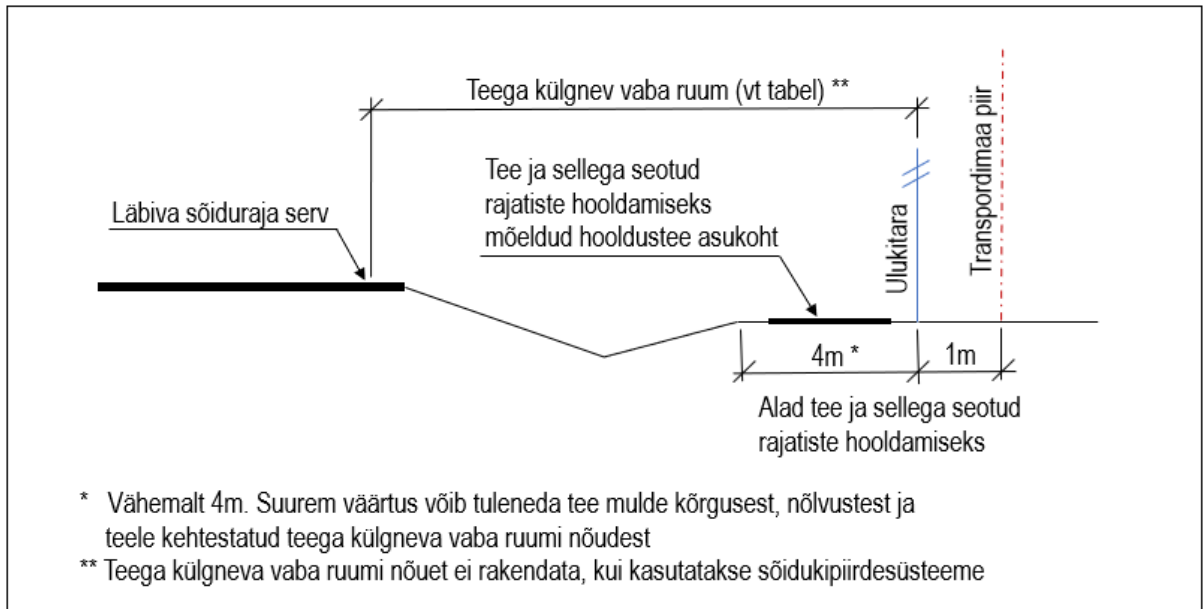 Teega külgnev vaba ruum (vt tabel) **
Läbiva sõiduraja serv
Tee ja sellega seotud
rajatiste hooldamiseks
mõeldud hooldustee asukoht
Ulukitara
Transpordimaa piir
4m *
1m
Alad tee ja sellega seotud
rajatiste hooldamiseks
* Vähemalt 4m. Suurem väärtus võib tuleneda tee mulde kõrgusest, nõlvustest ja
teele kehtestatud teega külgneva vaba ruumi nõudest
** Teega külgneva vaba ruumi nõuet ei rakendata, kui kasutatakse sõidukipiirdesüsteeme